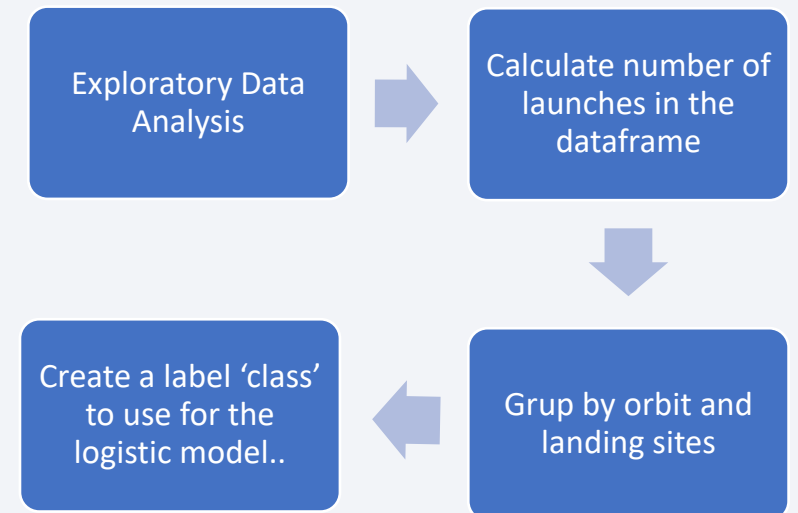 Exploratory Data
Analysis
Calculate number of
launches in the
dataframe
Grup by orbit and
landing sites
Create a label ‘class’
to use for the
logistic model..